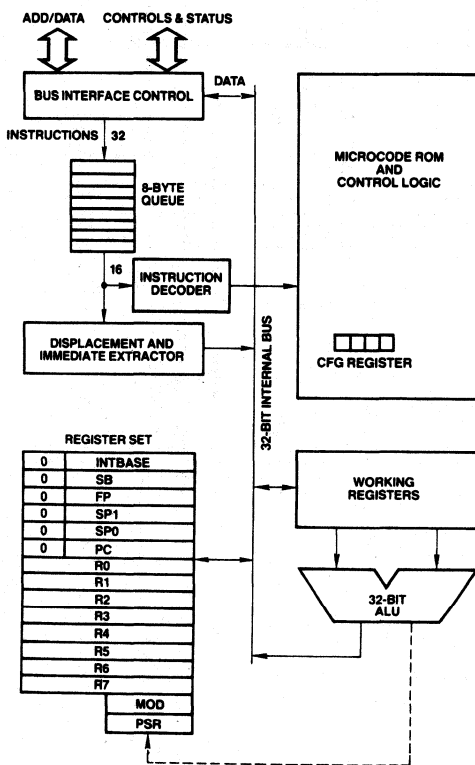 ADD/DATA
CONTROLS & STATUS
BUS INTERFACE CONTROL
DATA
INSTRUCTIONS
32
8-BYTE
QUEUE
16
INSTRUCTION
DECODER
DISPLACEMENT AND
IMMEDIATE EXTRACTOR
MICROCODE ROM
AND
CONTROL LOGIC
CFG REGISTER
32-BIT INTERNAL BUS
REGISTER SET
0 INTBASE
0 SB
0 FP
0 SP1
0 SP0
0 PC
R0
R1
R2
R3
R4
R5
R6
R7
MOD
PSR
WORKING
REGISTERS
32-BIT
ALU